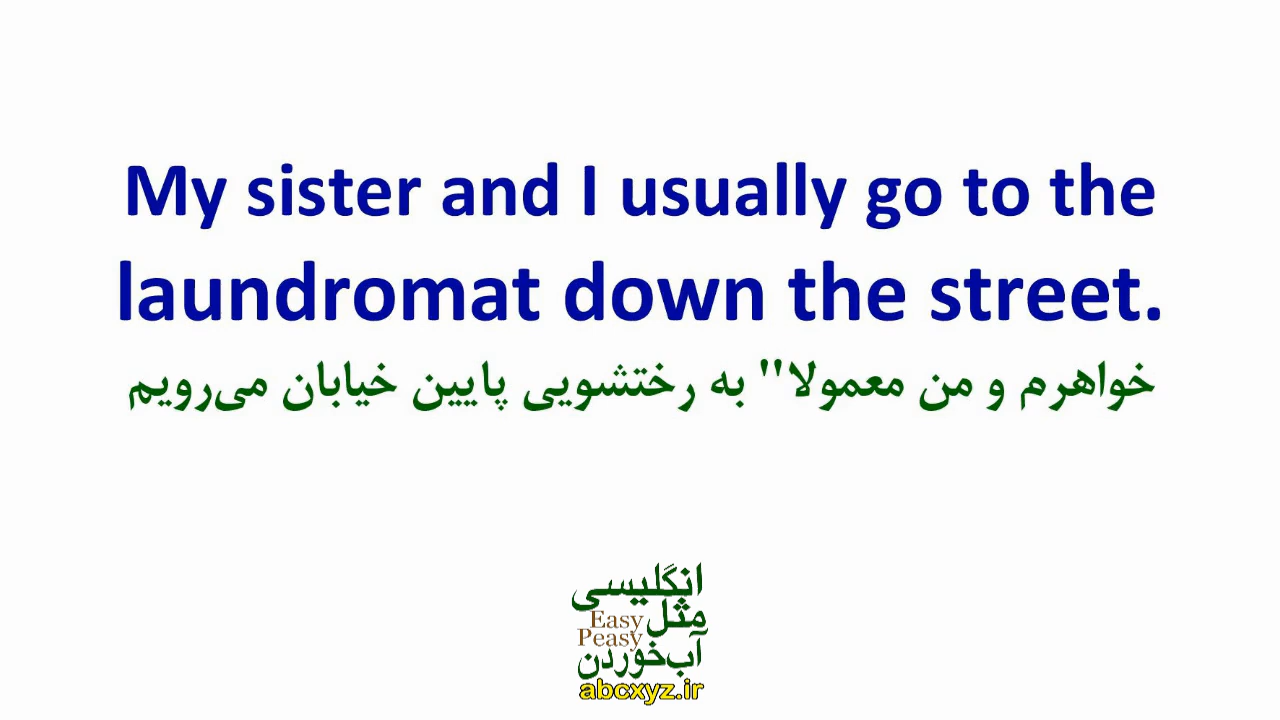 My sister and I usually go to the
laundromat down the street.
خواهرم و من معمولا" به رختشویی پایین خیابان می‌رویم
انگلیسی
مثل
Easy
Peasy
آب‌خوردن
abcxyz.ir